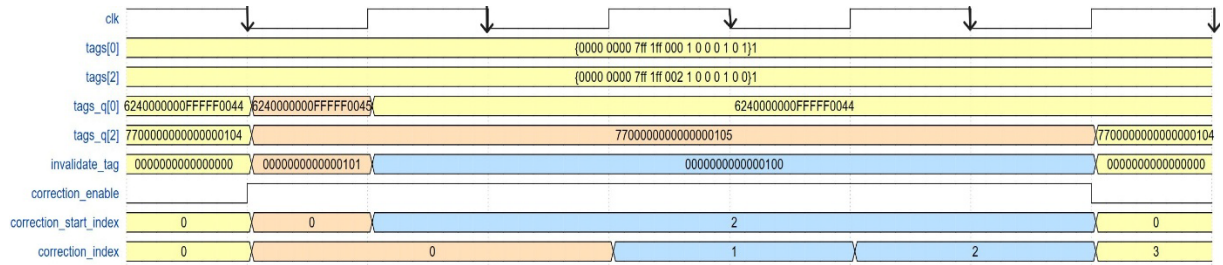 clk
tags[0] {0000 0000 7ff 1ff 000 1 0 0 0 1 0 1}1
tags[2] {0000 0000 7ff 1ff 002 1 0 0 0 1 0 0}1
tags_q[0] 6240000000FFFFF0044 6240000000FFFFF0045 6240000000FFFFF0044
tags_q[2] 7700000000000000104 7700000000000000105 7700000000000000104
invalidate_tag 0000000000000000 0000000000000101 0000000000000100 0000000000000000
correction_enable
correction_start_index 0 0 2 0
correction_index 0 0 1 2 3